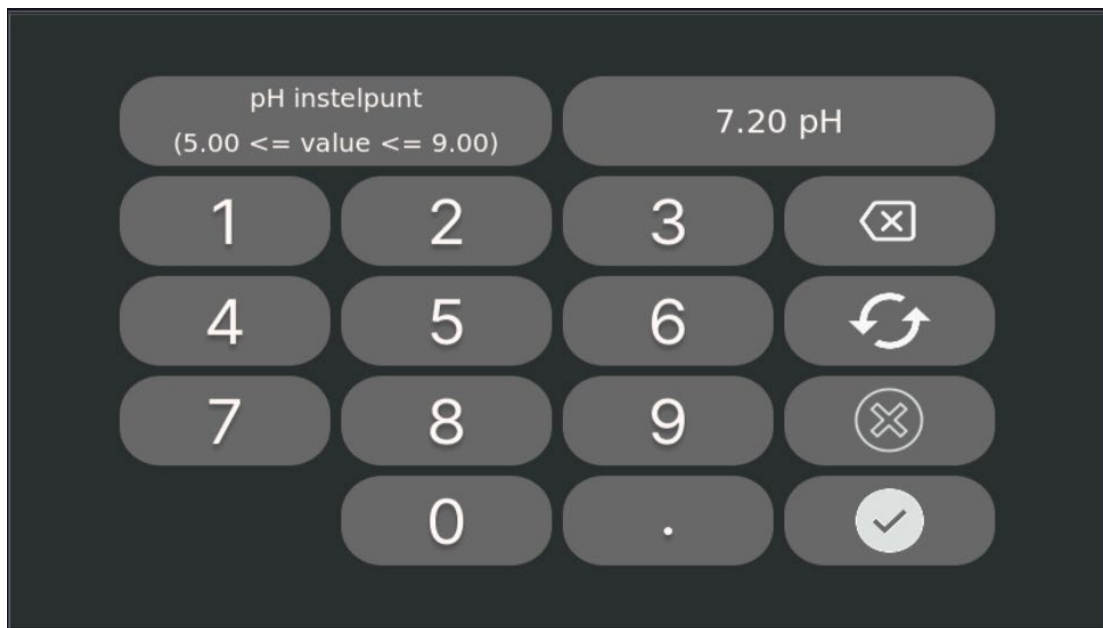 pH instelpunt
(5.00 <= value <= 9.00)
7.20 pH
1 2 3
4 5 6
7 8 9
0 .